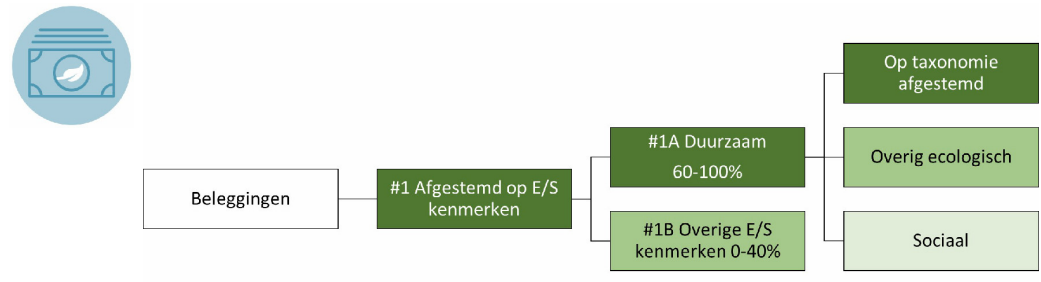 Beleggingen
#1 Afgestemd op E/S
kenmerken
#1A Duurzaam
60-100%
#1B Overige E/S
kenmerken 0-40%
Op taxonomie
afgestemd
Overig ecologisch
Sociaal